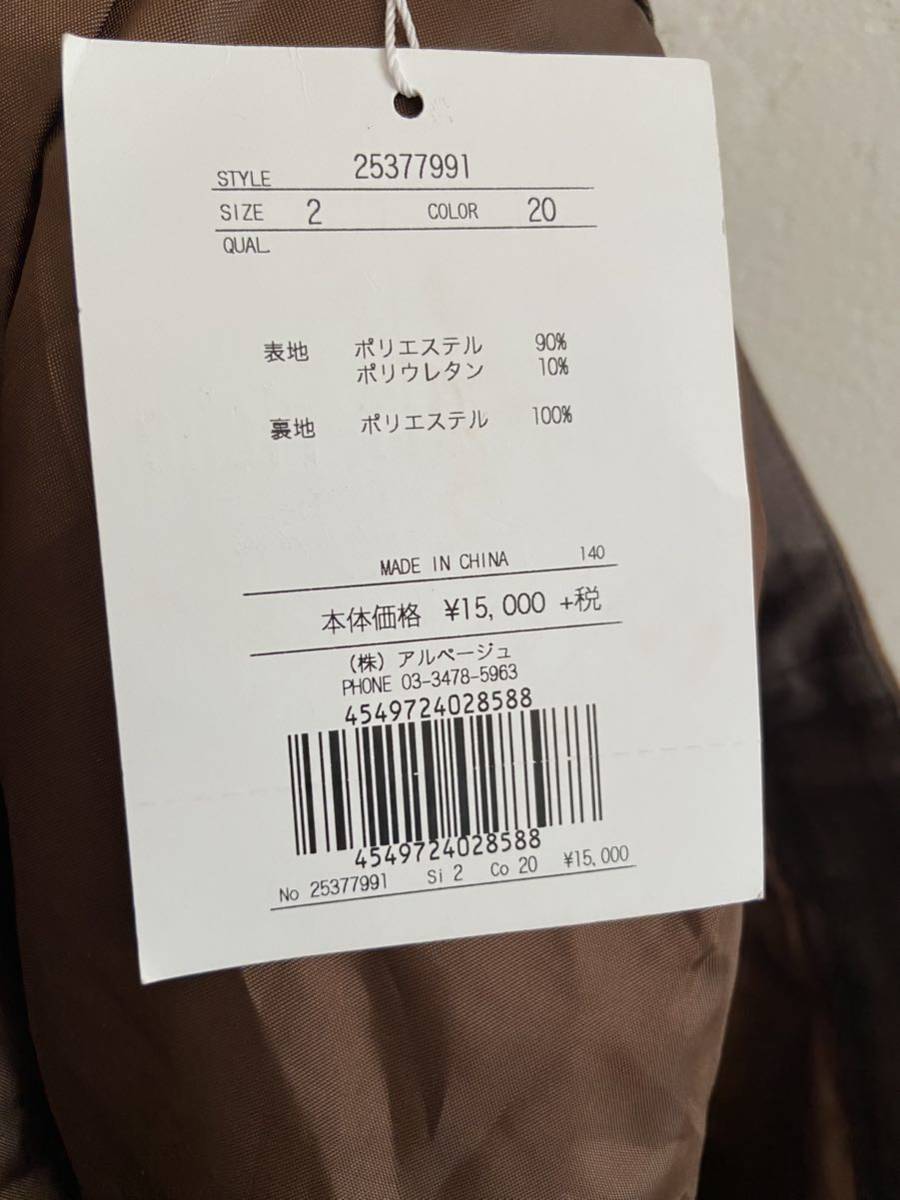 STYLE 25377991
SIZE 2 COLOR 20
QUAL.
表地 ポリエステル 90%
ポリウレタン 10%
裏地 ポリエステル 100%
MADE IN CHINA 140
本体価格 ¥15,000 +税
(株) アルページュ
PHONE 03-3478-5963
4549724028588
4549724028588
No 25377991 Si 2 Co 20 ¥15,000